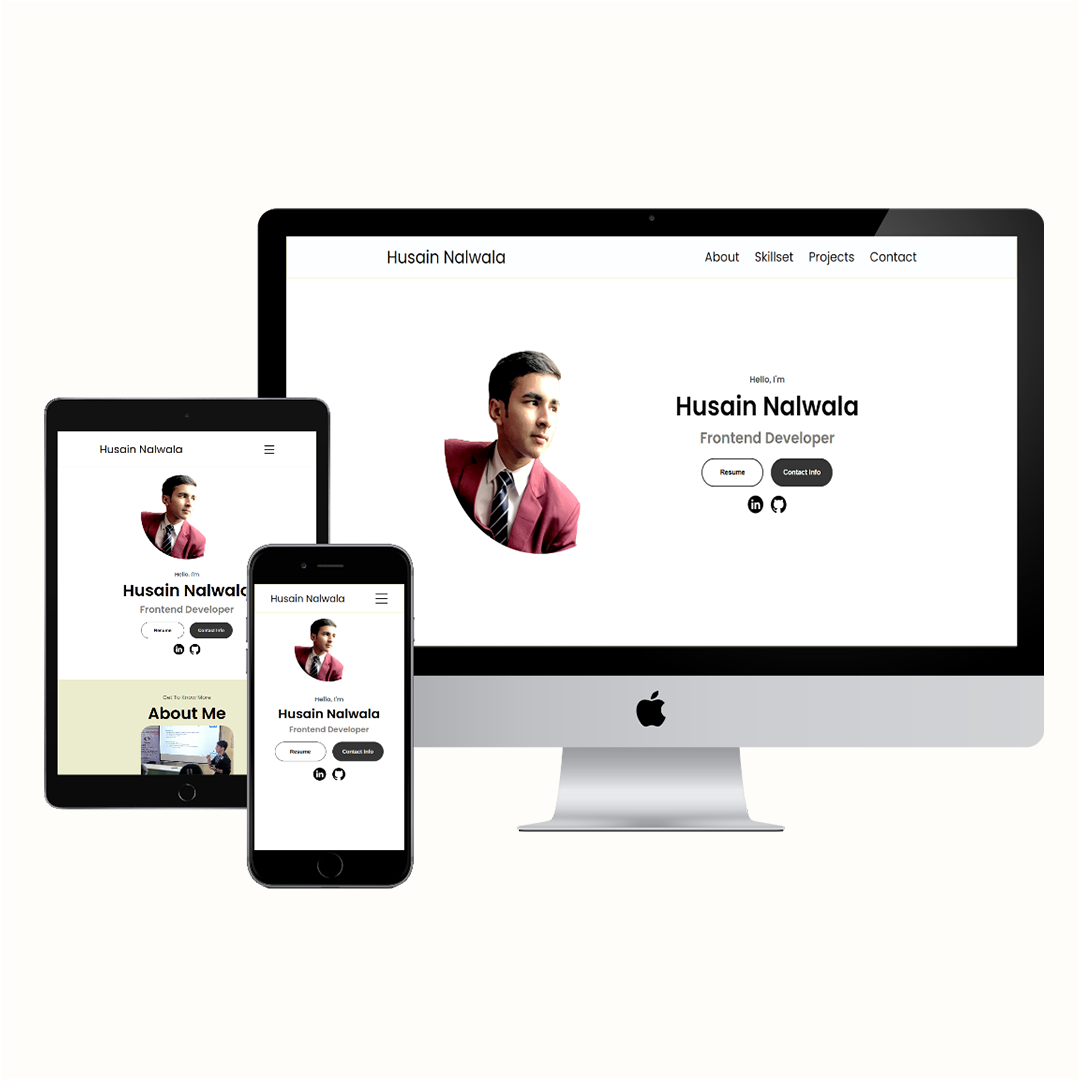 Husain Nalwala
About Skillset Projects Contact
Hello, I'm
Husain Nalwala
Frontend Developer
Resume Contact Info
Husain Nalwala
Hello, I'm
Husain Nalwala
Frontend Developer
Resume Contact Info
Get To Know More
About Me
Husain Nalwala
Hello, I'm
Husain Nalwala
Frontend Developer
Resume Contact Info